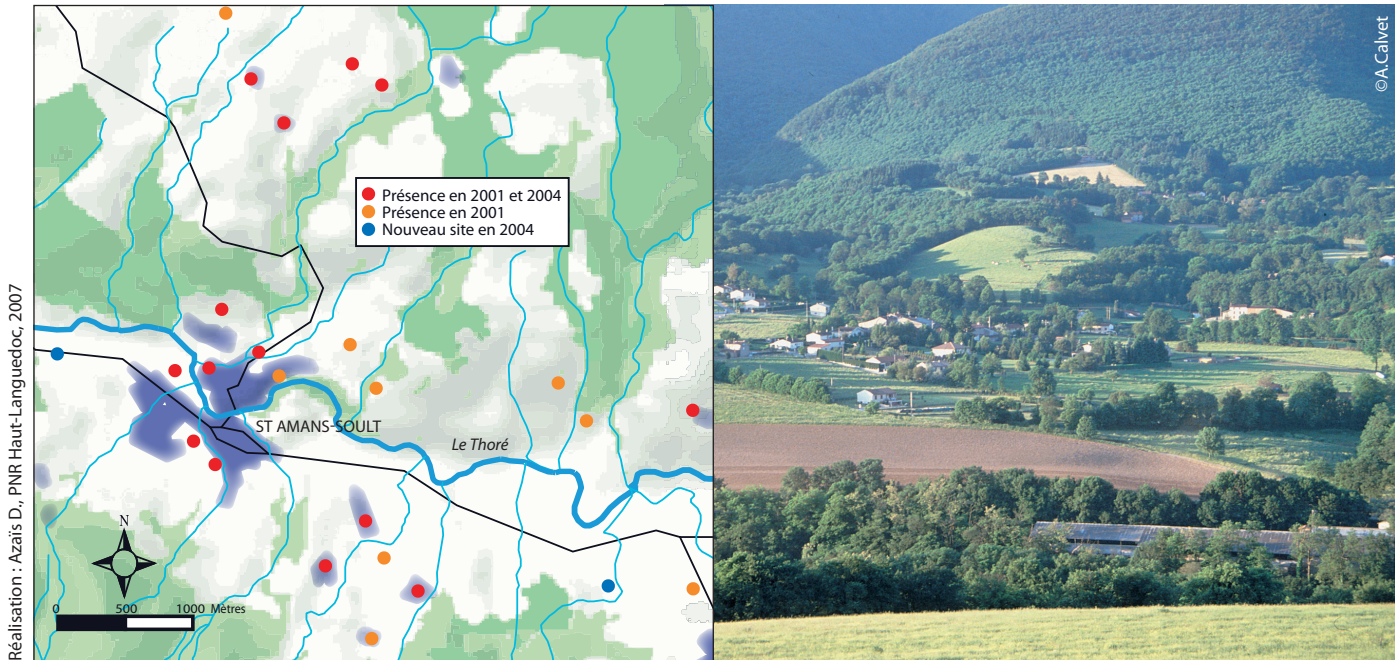 Réalisation : Azaïs D., PNR Haut-Languedoc, 2007
Présence en 2001 et 2004
Présence en 2001
Nouveau site en 2004
ST AMANS-SOULT
Le Thoré
N
0 500 1000 Mètres
©A.Calvet